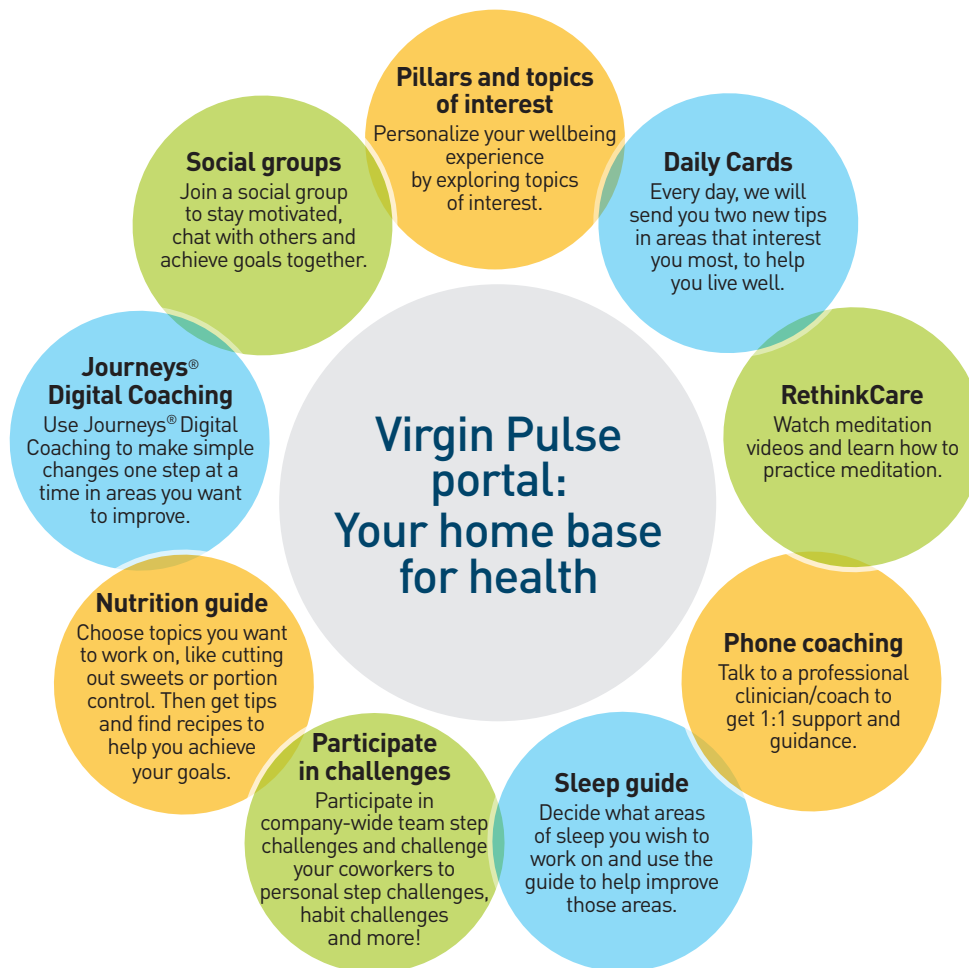 Pillars and topics
of interest
Personalize your wellbeing
experience
by exploring topics
of interest.
Daily Cards
Every day, we will
send you two new tips
in areas that interest
you most, to help
you live well.
RethinkCare
Watch meditation
videos and learn how to
practice meditation.
Phone coaching
Talk to a professional
clinician/coach to
get 1:1 support and
guidance.
Sleep guide
Decide what areas
of sleep you wish to
work on and use the
guide to help improve
those areas.
Participate
in challenges
Participate in
company-wide team step
challenges and challenge
your coworkers to
personal step challenges,
habit challenges
and more!
Nutrition guide
Choose topics you want
to work on, like cutting
out sweets or portion
control. Then get tips
and find recipes to
help you achieve
your goals.
Journeys®
Digital Coaching
Use Journeys® Digital
Coaching to make simple
changes one step at a
time in areas you want
to improve.
Social groups
Join a social group
to stay motivated,
chat with others and
achieve goals together.
Virgin Pulse
portal:
Your home base
for health